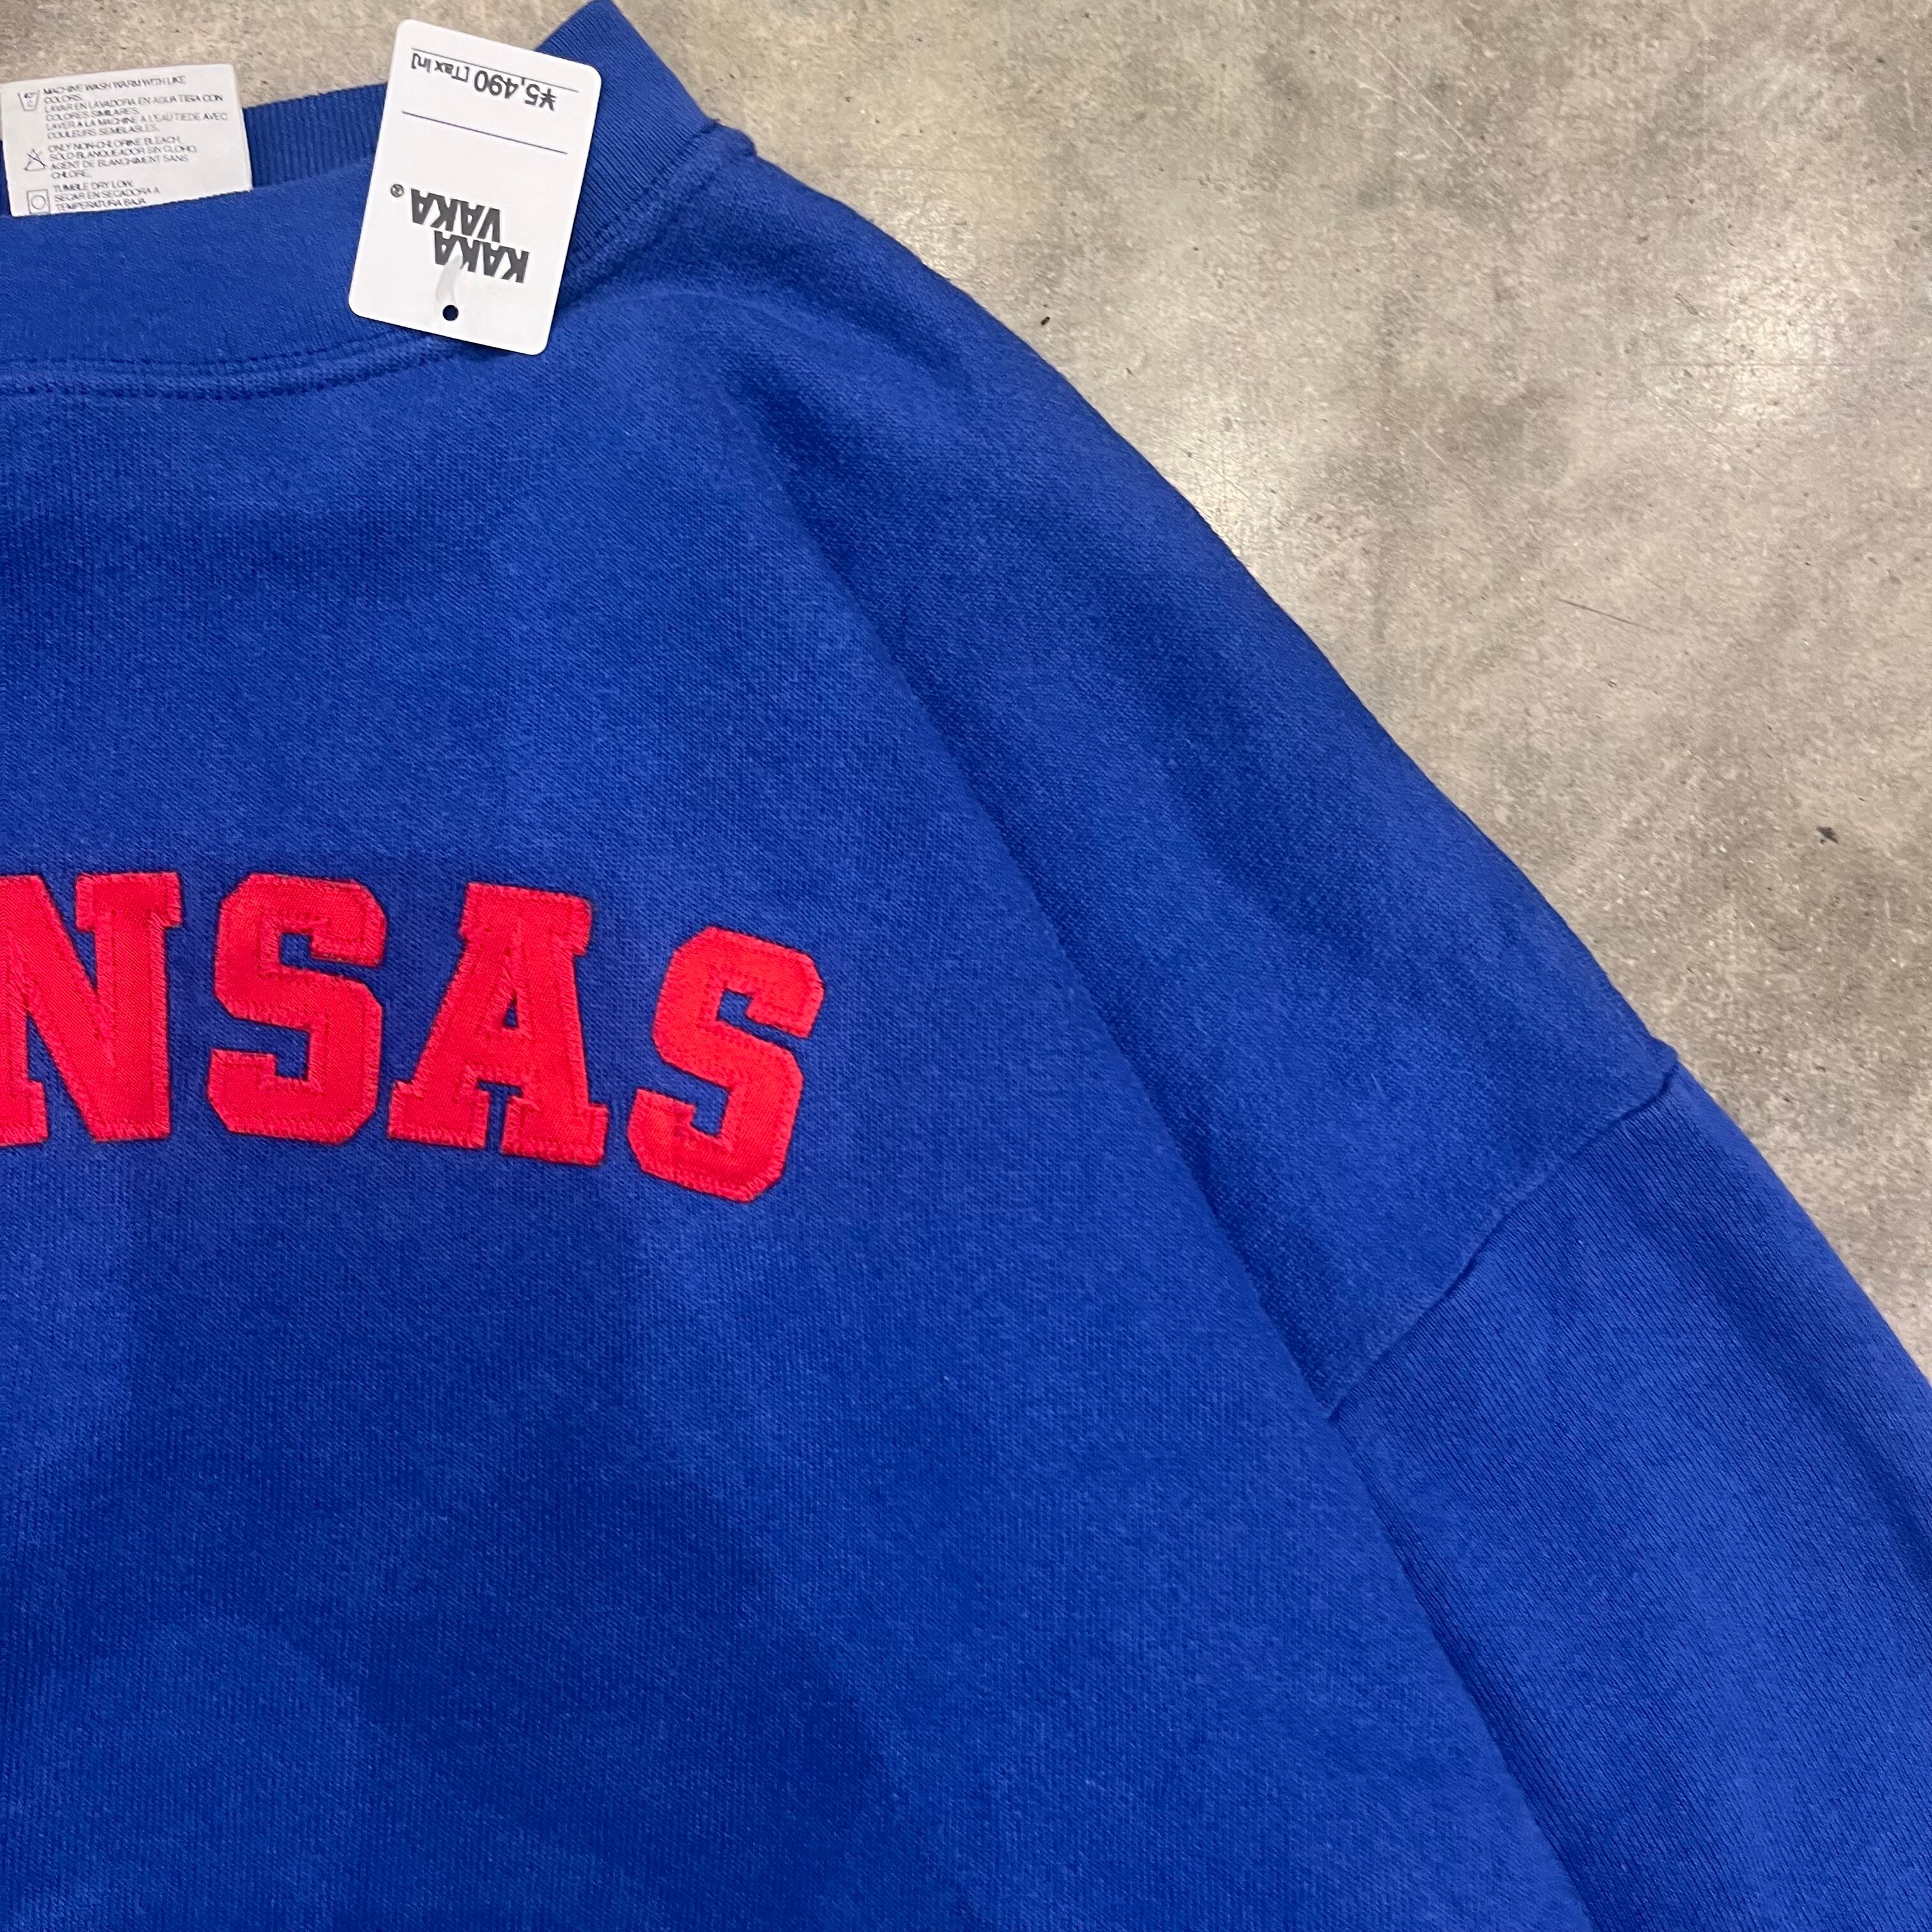 MACHINE WASH WARM WITH LIKE
COLORS.
LAVAR EN LAVADORA EN AGUA TIBIA CON
COLORES SIMILARES.
LAVER A LA MACHINE A L'EAU TIEDE AVEC
COULEURS SEMBLABLES.
ONLY NON-CHLORINE BLEACH.
SOLO BLANQUEADOR SIN CLORO.
AGENT DE BLANCHIMENT SANS
CHLORE.
TUMBLE DRY LOW.
SECAR EN SECADORA A
TEMPERATURA BAJA
KAKA
VAKA®
¥5,490 [Tax in]
NSAS